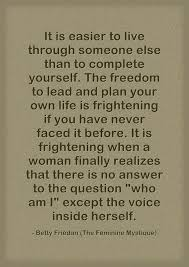 It is easier to live
through someone else
than to complete
yourself. The freedom
to lead and plan your
own life is frightening
if you have never
faced it before. It is
frightening when a
woman finally realizes
that there is no answer
to the question "who
am I" except the voice
inside herself.
- Betty Friedan (The Feminine Mystique)